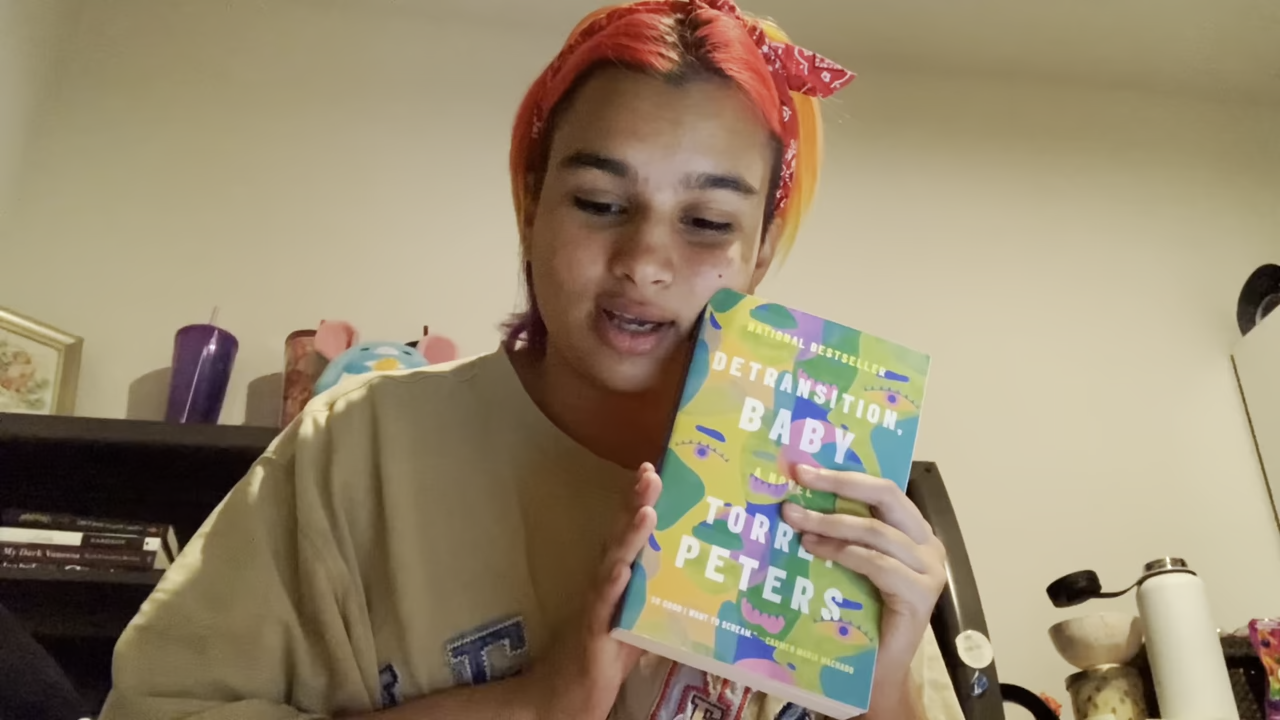 NATIONAL BESTSELLER
DETRANSITION,
BABY
A NOVEL
TORREY
PETERS
"SO GOOD I WANT TO SCREAM." —CARMEN MARIA MACHADO
My Dark Vanessa
T